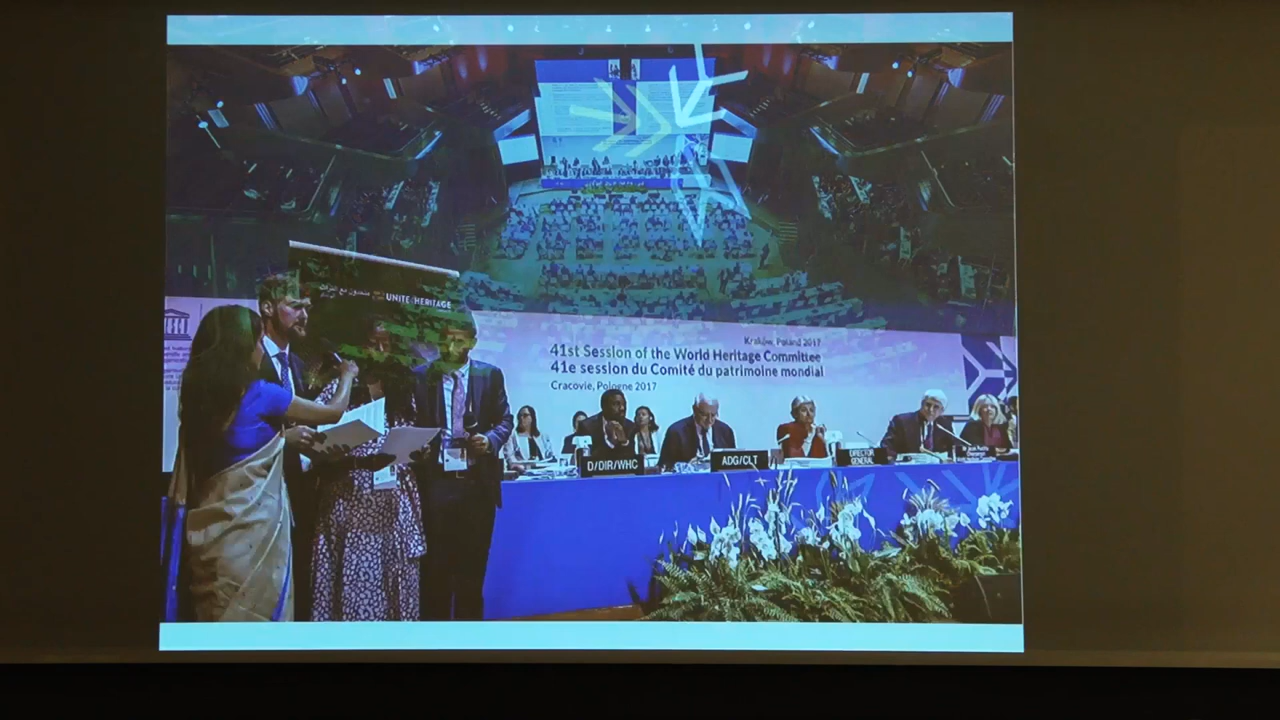 UNITE4HERITAGE
Kraków, Poland 2017
41st Session of the World Heritage Committee
41e session du Comité du patrimoine mondial
Cracovie, Pologne 2017
D/DIR/WHC
ADG/CLT
DIRECTOR
GENERAL